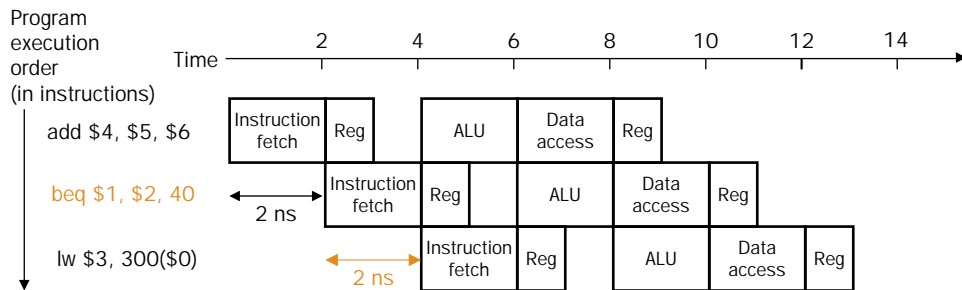 Program
execution
order
(in instructions)
Time
2 4 6 8 10 12 14
add $4, $5, $6
Instruction
fetch
Reg
ALU
Data
access
Reg
beq $1, $2, 40
2 ns
Instruction
fetch
Reg
ALU
Data
access
Reg
lw $3, 300($0)
2 ns
Instruction
fetch
Reg
ALU
Data
access
Reg